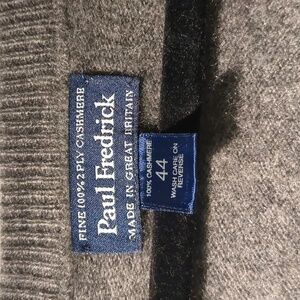 FINE 100% 2 PLY CASHMERE
Paul Fredrick
MADE IN GREAT BRITAIN
100% CASHMERE
44
WASH CARE ON
REVERSE